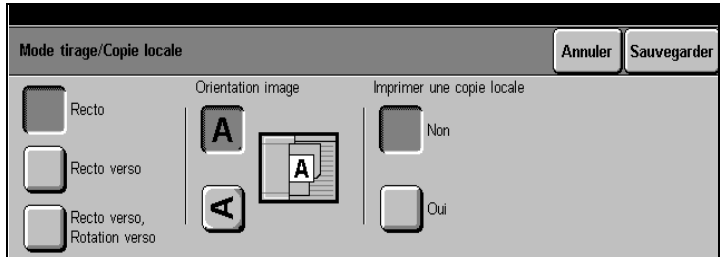 Mode tirage/Copie locale
Annuler
Sauvegarder
Orientation image
Imprimer une copie locale
Recto
A
Non
Recto verso
A
A
Oui
Recto verso,
Rotation verso